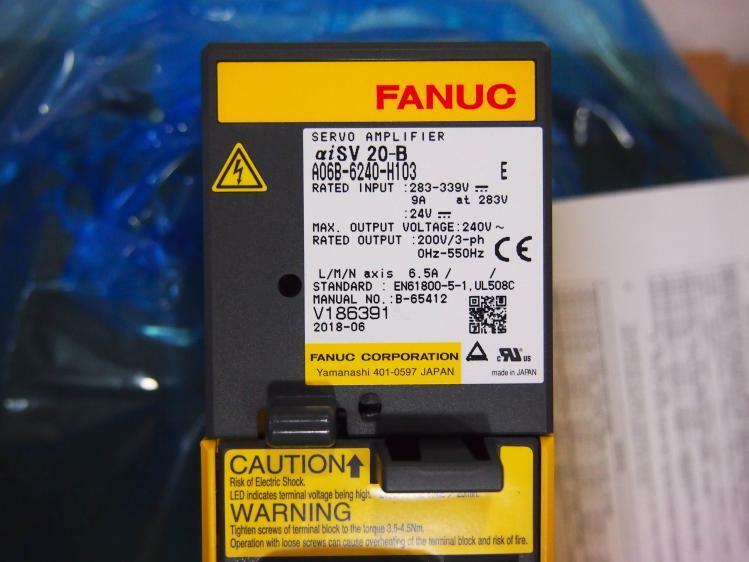 FANUC
SERVO AMPLIFIER
αiSV 20-B
A06B-6240-H103 E
RATED INPUT :283-339V ⎓
9A at 283V
:24V ⎓
MAX. OUTPUT VOLTAGE:240V～
RATED OUTPUT :200V/3-ph
0Hz-550Hz CE
L/M/N axis 6.5A / /
STANDARD : EN61800-5-1,UL508C
MANUAL NO.:B-65412
V186391
2018-06
FANUC CORPORATION
Yamanashi 401-0597 JAPAN
c RU us
made in JAPAN
CAUTION
Risk of Electric Shock.
LED indicates terminal voltage being high.
WARNING
Tighten screws of terminal block to the torque 3.5-4.5Nm.
Operation with loose screws can cause overheating of the terminal block and risk of fire.